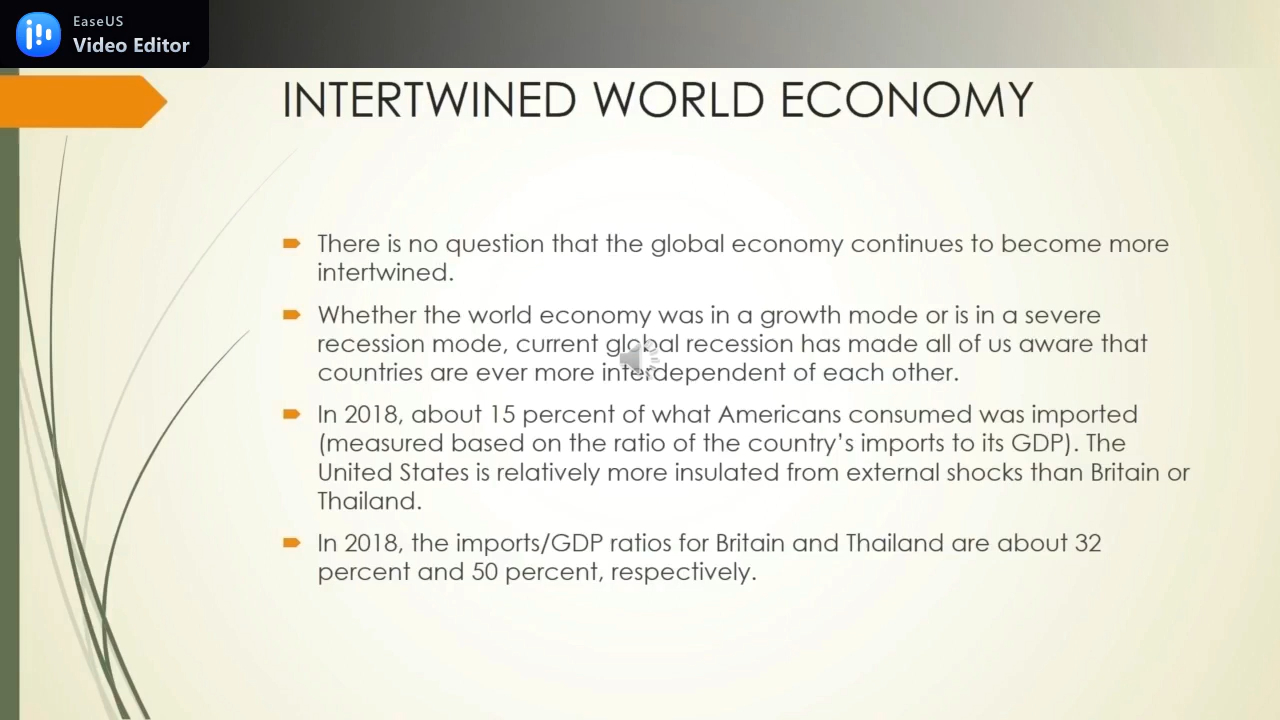 EaseUS
Video Editor
INTERTWINED WORLD ECONOMY
There is no question that the global economy continues to become more
intertwined.
Whether the world economy was in a growth mode or is in a severe
recession mode, current global recession has made all of us aware that
countries are ever more interdependent of each other.
In 2018, about 15 percent of what Americans consumed was imported
(measured based on the ratio of the country's imports to its GDP). The
United States is relatively more insulated from external shocks than Britain or
Thailand.
In 2018, the imports/GDP ratios for Britain and Thailand are about 32
percent and 50 percent, respectively.